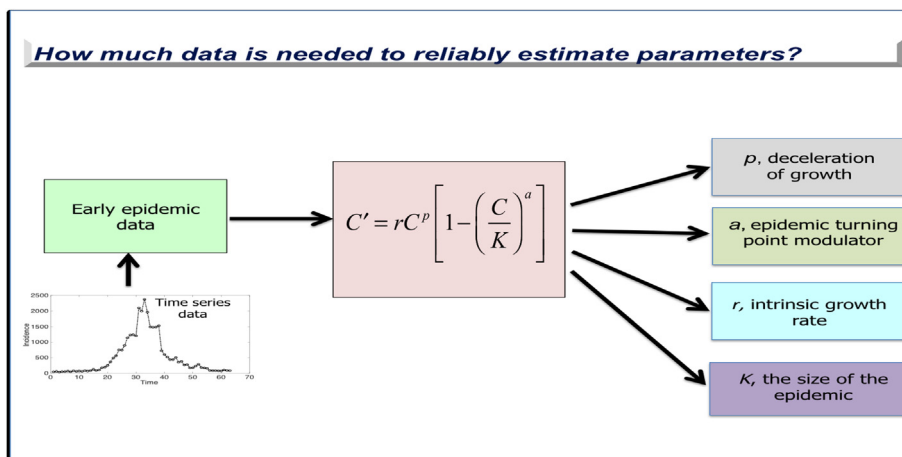 How much data is needed to reliably estimate parameters?
Early epidemic
data
C′ = rCᵖ[1-(C/K)ᵃ]
p, deceleration
of growth
a, epidemic turning
point modulator
r, intrinsic growth
rate
K, the size of the
epidemic
Time series
data
2500
2000
1500
1000
500
0
Incidence
0 10 20 30 40 50 60 70
Time